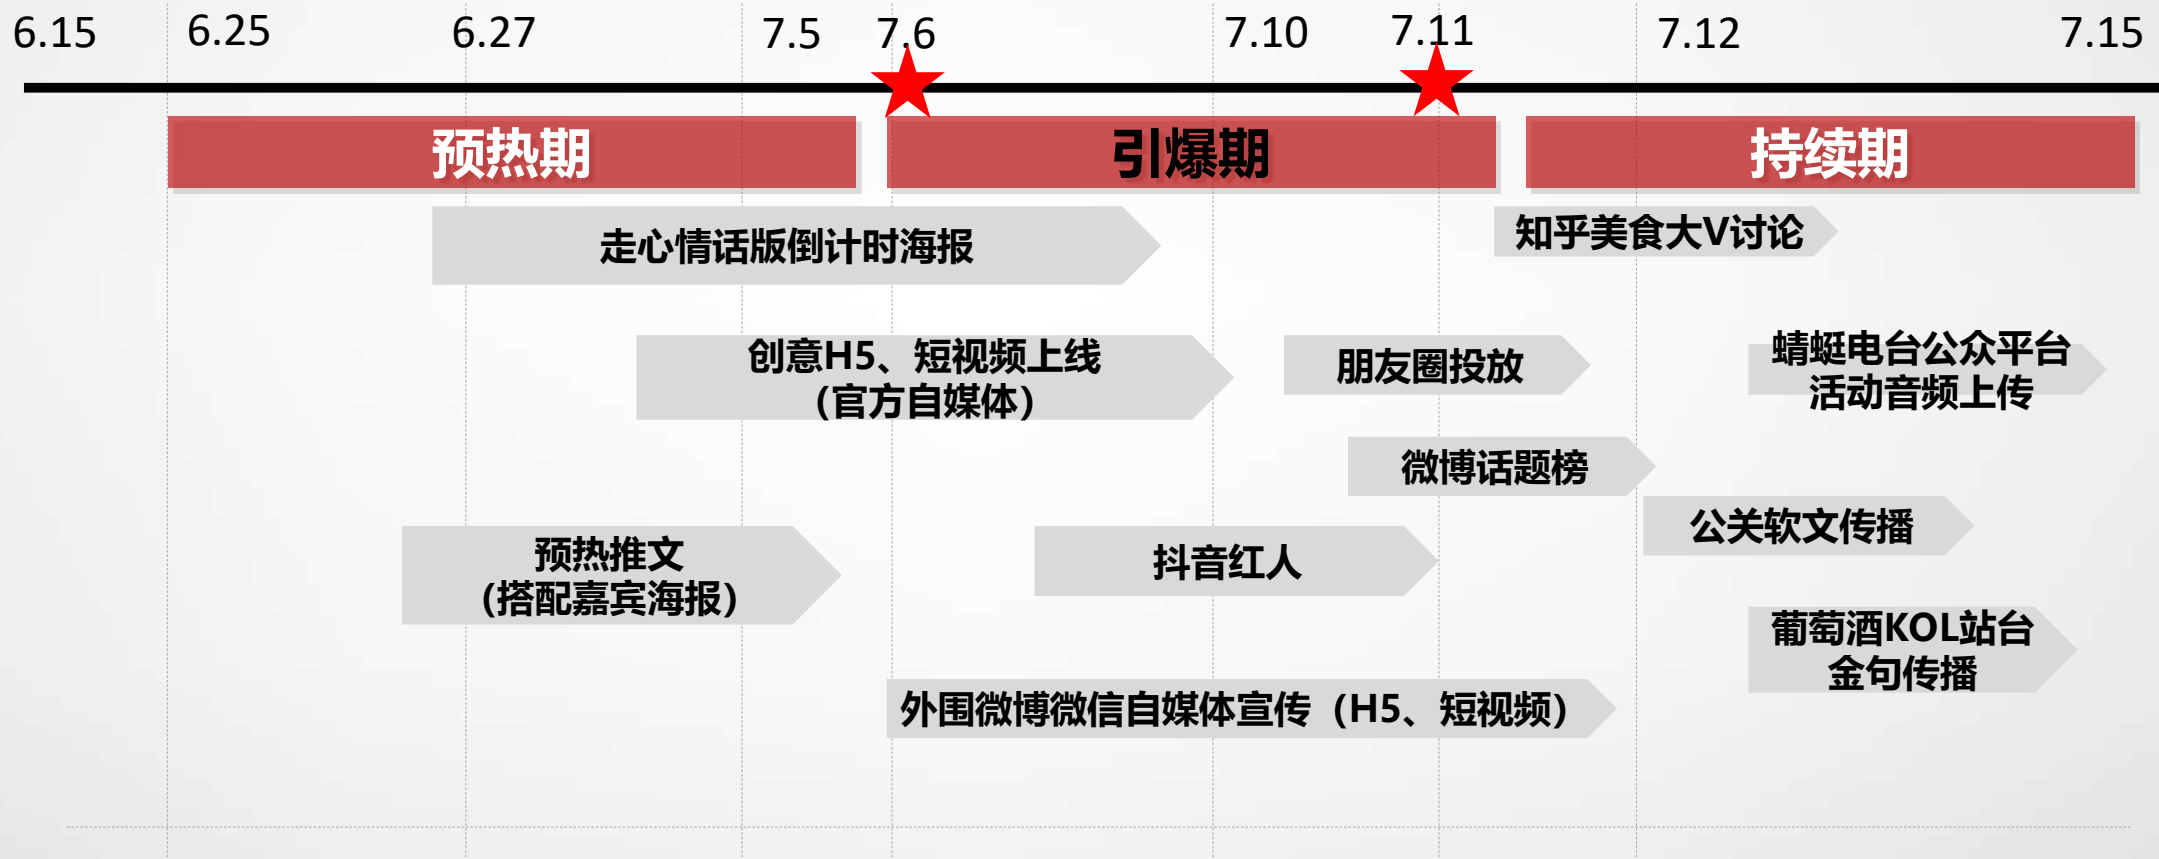 6.15
6.25
6.27
7.5
7.6
7.10
7.11
7.12
7.15
预热期
引爆期
持续期
走心情话版倒计时海报
知乎美食大V讨论
创意H5、短视频上线
（官方自媒体）
朋友圈投放
蜻蜓电台公众平台
活动音频上传
微博话题榜
公关软文传播
预热推文
（搭配嘉宾海报）
抖音红人
葡萄酒KOL站台
金句传播
外围微博微信自媒体宣传（H5、短视频）